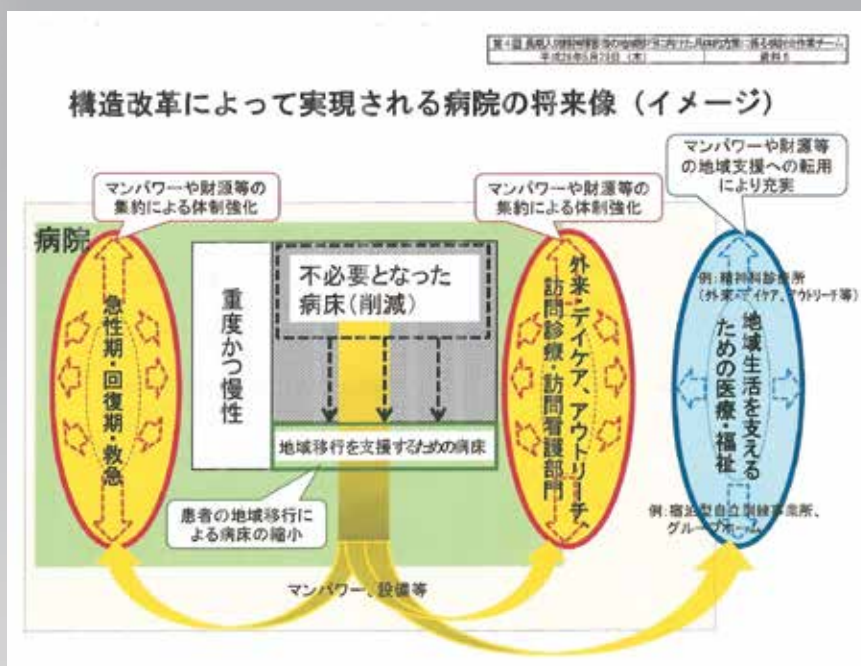 構造改革によって実現される病院の将来像（イメージ）
マンパワーや財源等の
集約による体制強化
マンパワーや財源等の
集約による体制強化
マンパワーや財源等
の地域支援への転用
により充実
病院
急性期・回復期・救急
重度かつ慢性
不必要となった
病床（削減）
地域移行を支援するための病床
外来・デイケア、アウトリーチ、
訪問診療・訪問看護部門
例：精神科診療所
（外来・デイケア、アウトリーチ等）
地域生活を支える
ための医療・福祉
患者の地域移行に
よる病床の縮小
例：宿泊型自立訓練事業所、
グループホーム
マンパワー、設備等